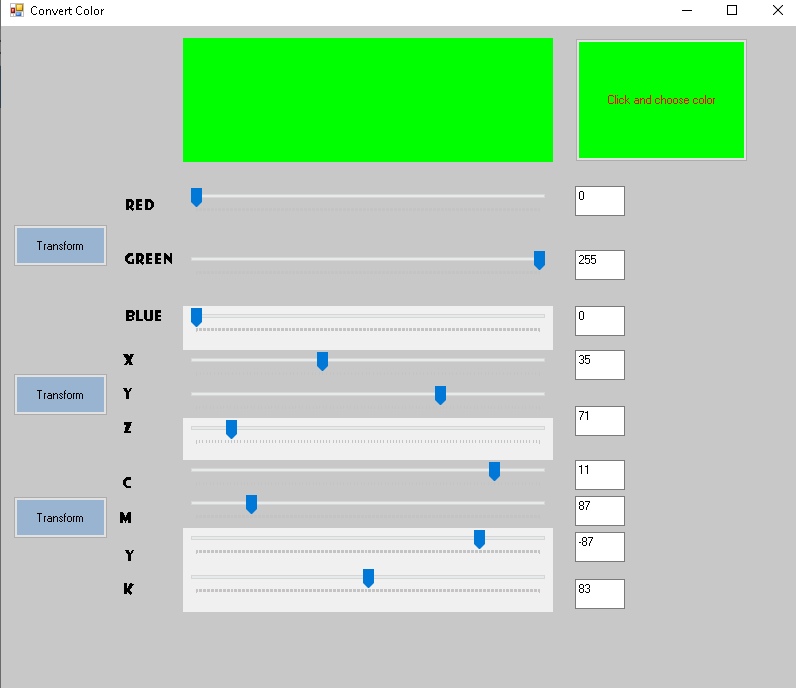 Convert Color
Click and choose color
RED
0
Transform
GREEN
255
BLUE
0
X
35
Transform
Y
71
Z
C
11
Transform
M
87
Y
-87
K
83